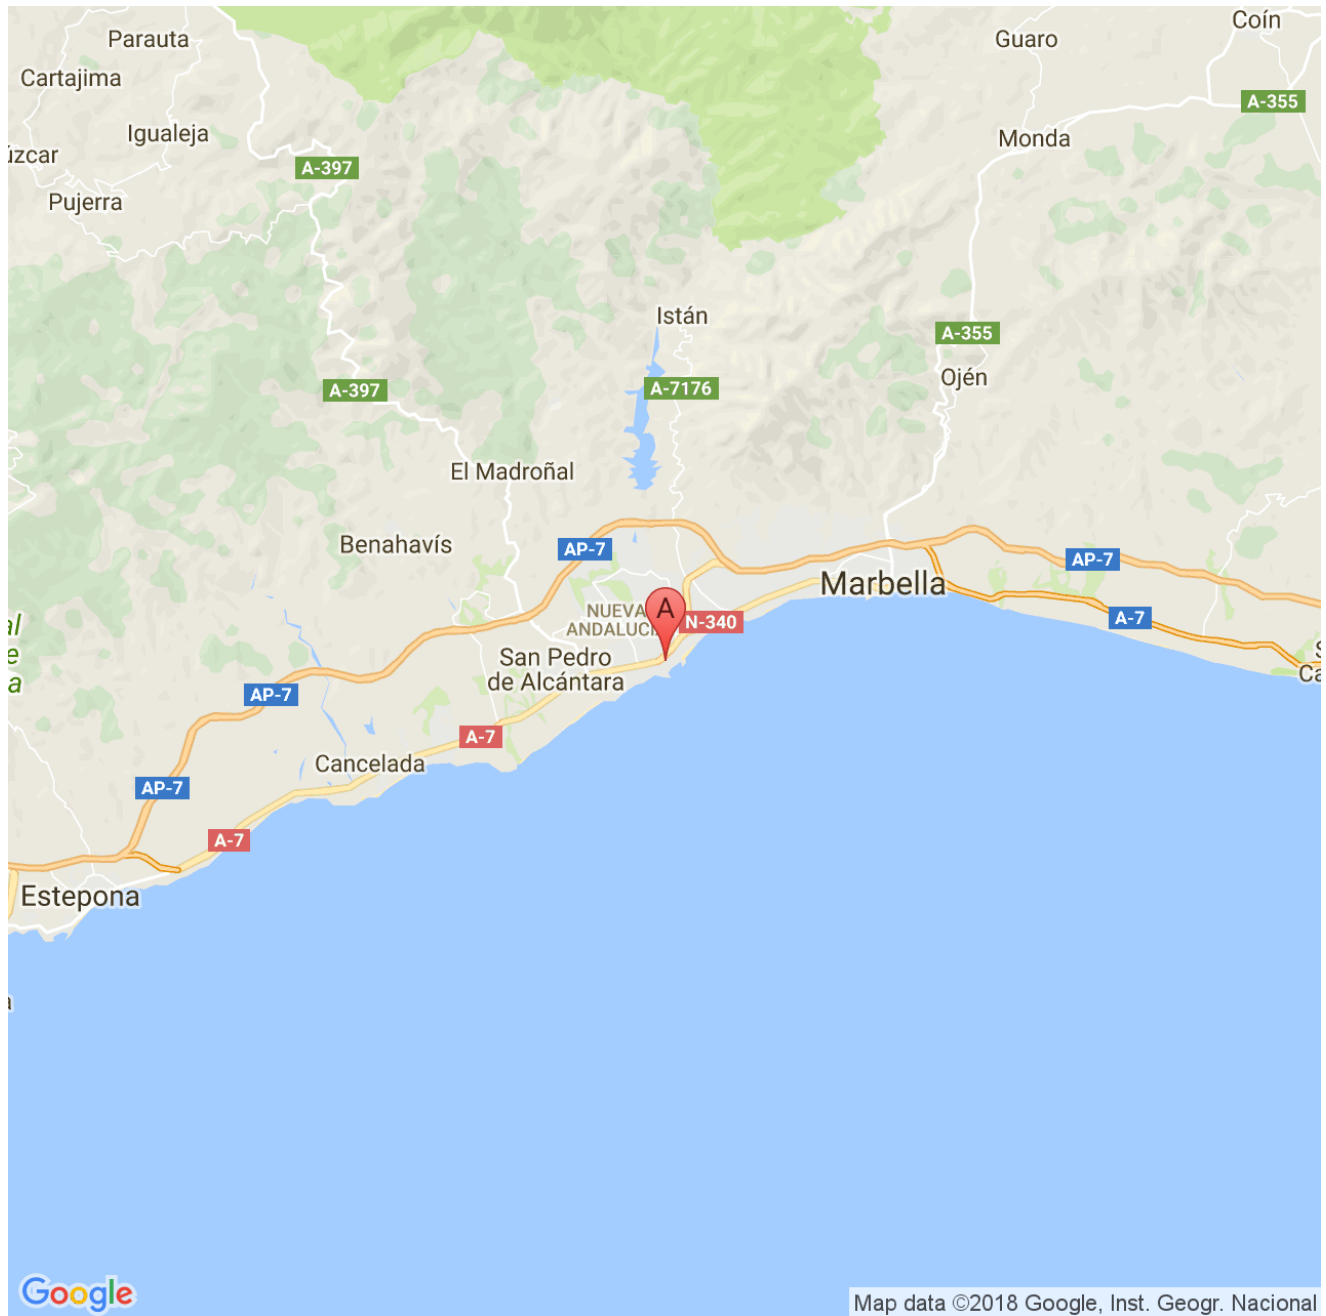 Coín
Parauta
Guaro
Cartajima
A-355
Igualeja
Monda
úzcar
A-397
Pujerra
Istán
A-355
Ojén
A-7176
A-397
El Madroñal
Benahavís
AP-7
AP-7
Marbella
NUEVA
ANDALUCÍ
A
N-340
A-7
San Pedro
de Alcántara
AP-7
A-7
Cancelada
AP-7
A-7
Estepona
Google
Map data ©2018 Google, Inst. Geogr. Nacional